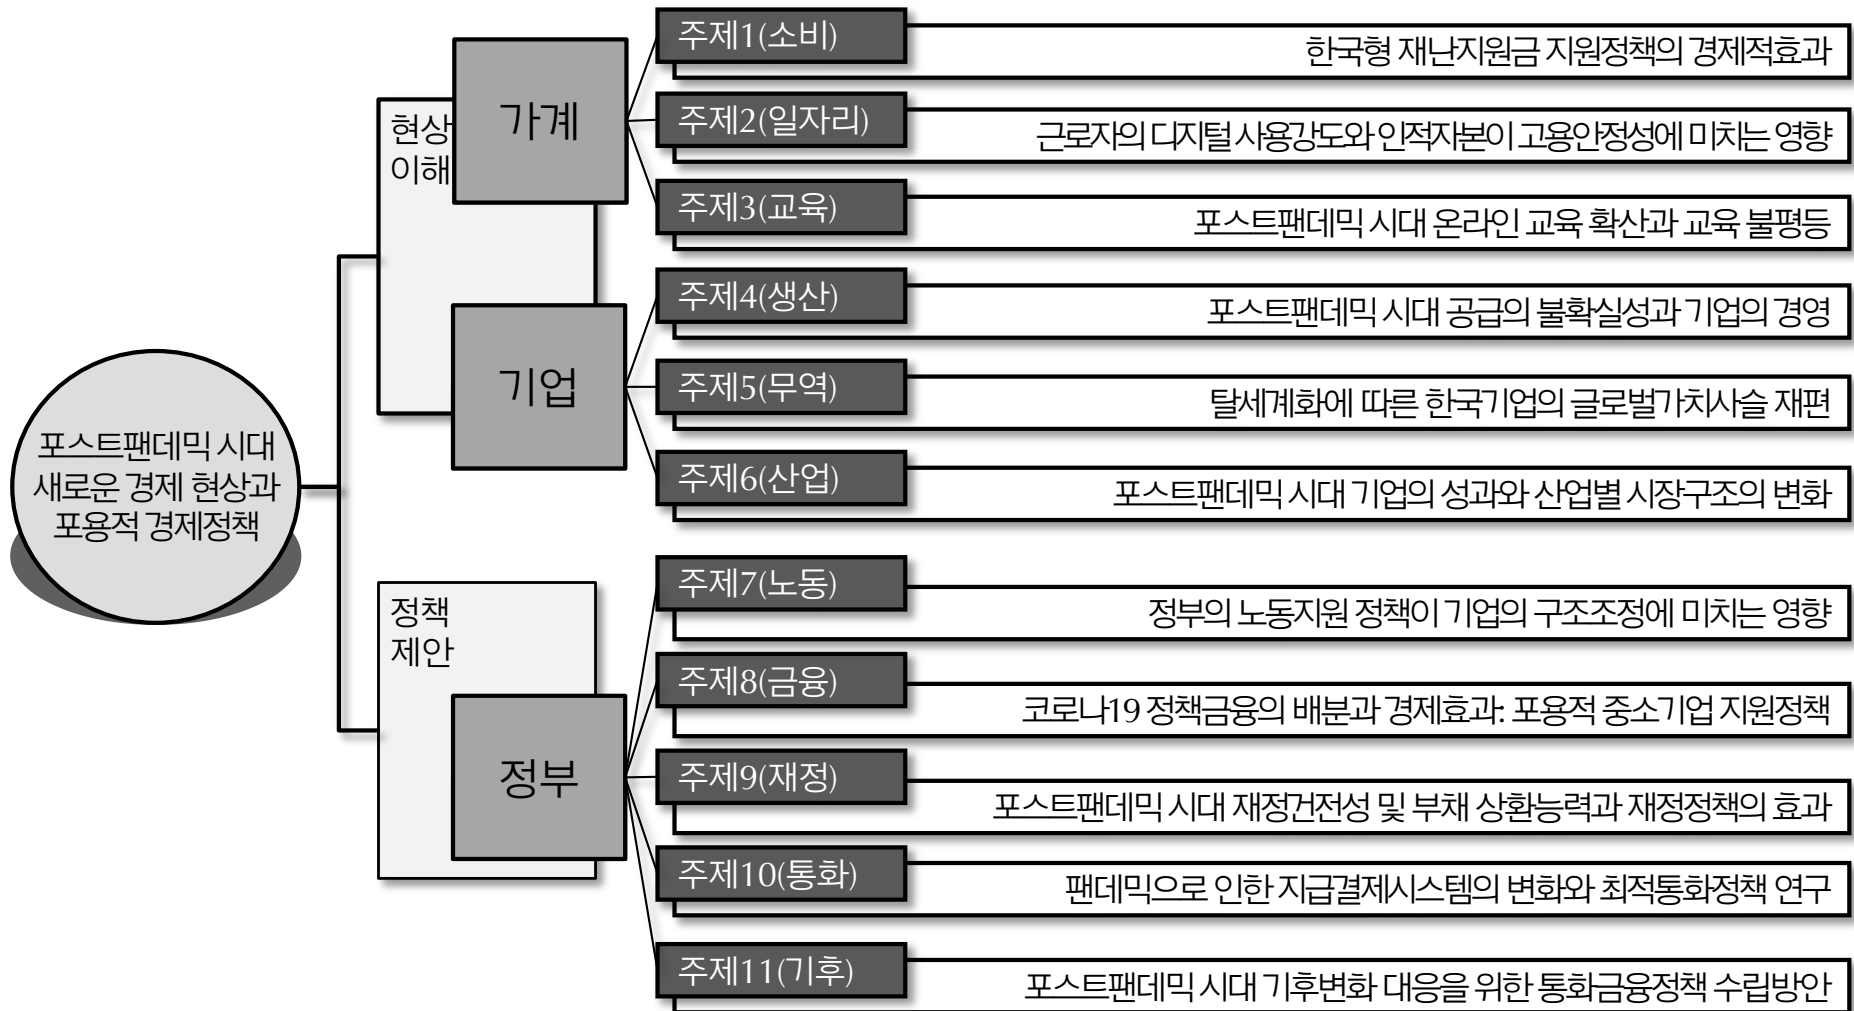 포스트팬데믹 시대
새로운 경제 현상과
포용적 경제정책
현상
이해
가계
주제1(소비)
한국형 재난지원금 지원정책의 경제적효과
주제2(일자리)
근로자의 디지털 사용강도와 인적자본이 고용안정성에 미치는 영향
주제3(교육)
포스트팬데믹 시대 온라인 교육 확산과 교육 불평등
기업
주제4(생산)
포스트팬데믹 시대 공급의 불확실성과 기업의 경영
주제5(무역)
탈세계화에 따른 한국기업의 글로벌가치사슬 재편
주제6(산업)
포스트팬데믹 시대 기업의 성과와 산업별 시장구조의 변화
정책
제안
정부
주제7(노동)
정부의 노동지원 정책이 기업의 구조조정에 미치는 영향
주제8(금융)
코로나19 정책금융의 배분과 경제효과: 포용적 중소기업 지원정책
주제9(재정)
포스트팬데믹 시대 재정건전성 및 부채 상환능력과 재정정책의 효과
주제10(통화)
팬데믹으로 인한 지급결제시스템의 변화와 최적통화정책 연구
주제11(기후)
포스트팬데믹 시대 기후변화 대응을 위한 통화금융정책 수립방안